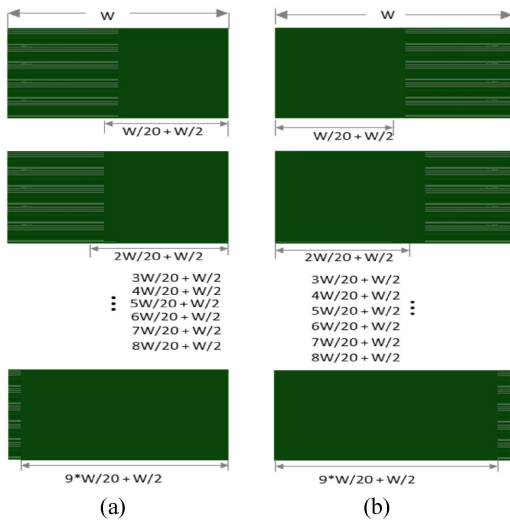 W
W
W/20 + W/2
W/20 + W/2
2W/20 + W/2
2W/20 + W/2
3W/20 + W/2
4W/20 + W/2
5W/20 + W/2
6W/20 + W/2
7W/20 + W/2
8W/20 + W/2
3W/20 + W/2
4W/20 + W/2
5W/20 + W/2
6W/20 + W/2
7W/20 + W/2
8W/20 + W/2
9*W/20 + W/2
9*W/20 + W/2
(a)
(b)